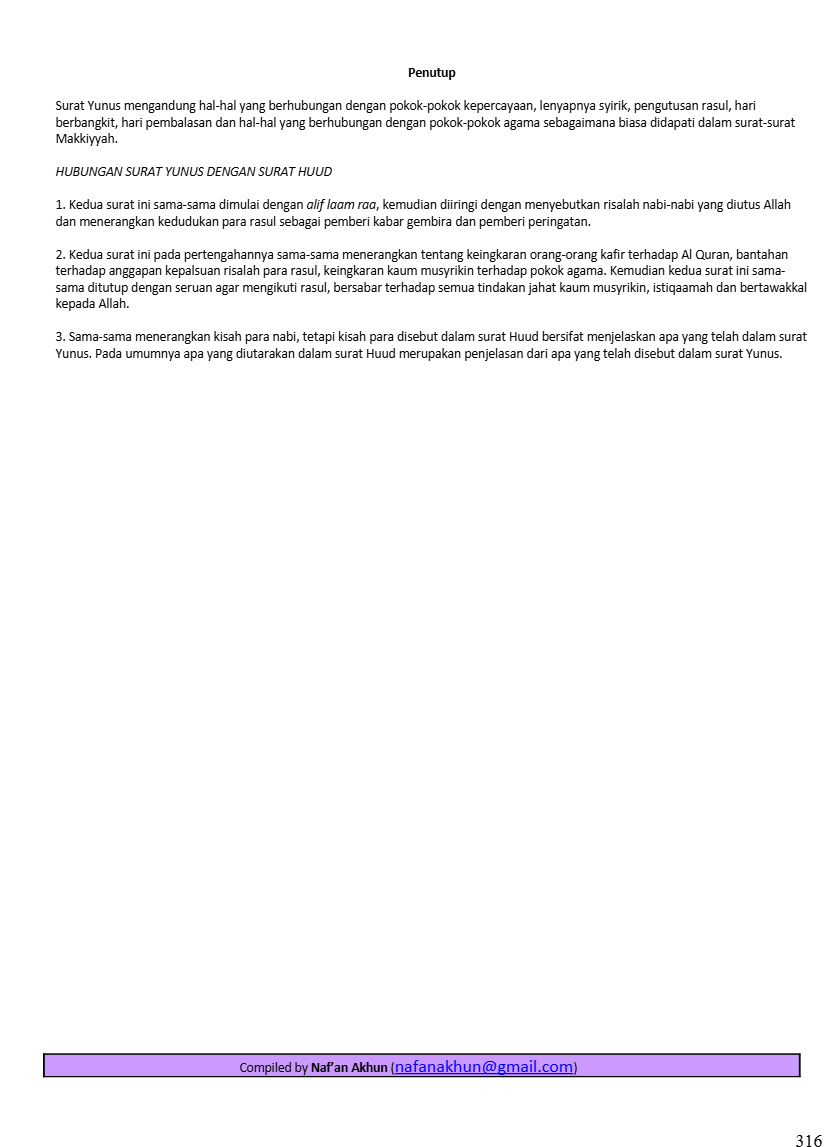 Penutup
Surat Yunus mengandung hal-hal yang berhubungan dengan pokok-pokok kepercayaan, lenyapnya syirik, pengutusan rasul, hari
berbangkit, hari pembalasan dan hal-hal yang berhubungan dengan pokok-pokok agama sebagaimana biasa didapati dalam surat-surat
Makkiyyah.
HUBUNGAN SURAT YUNUS DENGAN SURAT HUUD
1. Kedua surat ini sama-sama dimulai dengan alif laam raa, kemudian diiringi dengan menyebutkan risalah nabi-nabi yang diutus Allah
dan menerangkan kedudukan para rasul sebagai pemberi kabar gembira dan pemberi peringatan.
2. Kedua surat ini pada pertengahannya sama-sama menerangkan tentang keingkaran orang-orang kafir terhadap Al Quran, bantahan
terhadap anggapan kepalsuan risalah para rasul, keingkaran kaum musyrikin terhadap pokok agama. Kemudian kedua surat ini sama-
sama ditutup dengan seruan agar mengikuti rasul, bersabar terhadap semua tindakan jahat kaum musyrikin, istiqaamah dan bertawakkal
kepada Allah.
3. Sama-sama menerangkan kisah para nabi, tetapi kisah para disebut dalam surat Huud bersifat menjelaskan apa yang telah dalam surat
Yunus. Pada umumnya apa yang diutarakan dalam surat Huud merupakan penjelasan dari apa yang telah disebut dalam surat Yunus.
Compiled by Naf’an Akhun (nafanakhun@gmail.com)
316